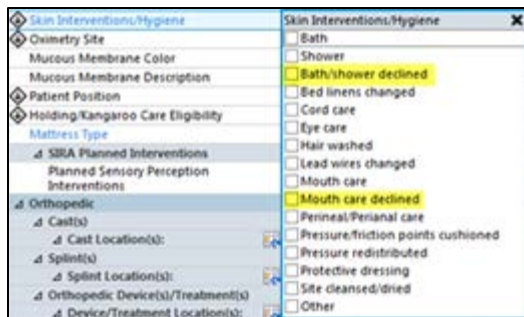 Skin Interventions/Hygiene
Oximetry Site
Mucous Membrane Color
Mucous Membrane Description
Patient Position
Holding/Kangaroo Care Eligibility
Mattress Type
SIRA Planned Interventions
Planned Sensory Perception
Interventions
Orthopedic
Cast(s)
Cast Location(s):
Splint(s)
Splint Location(s):
Orthopedic Device(s)/Treatment(s)
Device/Treatment Location(s):
Skin Interventions/Hygiene X
Bath
Shower
Bath/shower declined
Bed linens changed
Cord care
Eye care
Hair washed
Lead wires changed
Mouth care
Mouth care declined
Perineal/Perianal care
Pressure/friction points cushioned
Pressure redistributed
Protective dressing
Site cleansed/dried
Other